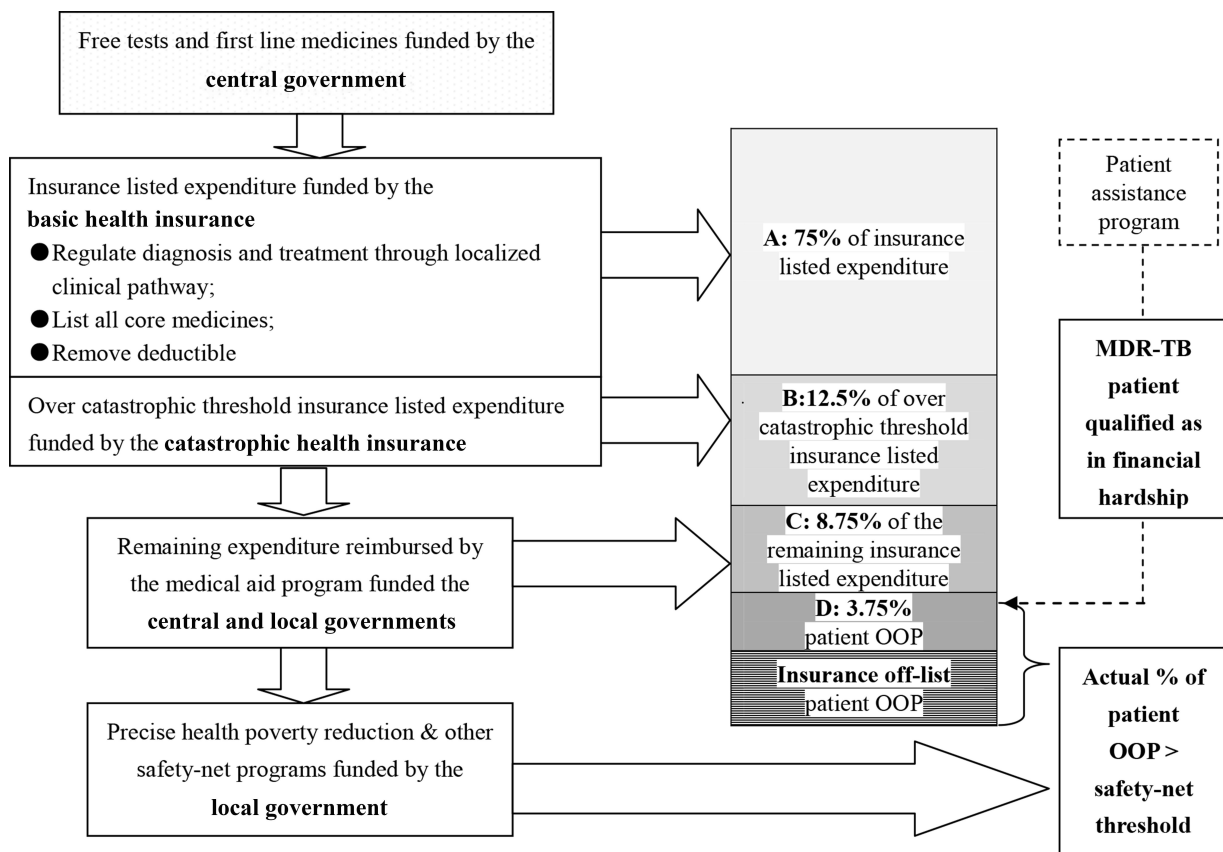 Free tests and first line medicines funded by the
central government
Insurance listed expenditure funded by the
basic health insurance
●Regulate diagnosis and treatment through localized
clinical pathway;
●List all core medicines;
●Remove deductible
Over catastrophic threshold insurance listed expenditure
funded by the catastrophic health insurance
Remaining expenditure reimbursed by
the medical aid program funded the
central and local governments
Precise health poverty reduction & other
safety-net programs funded by the
local government
A: 75% of insurance
listed expenditure
B:12.5% of over
catastrophic threshold
insurance listed
expenditure
C: 8.75% of the
remaining insurance
listed expenditure
D: 3.75%
patient OOP
Insurance off-list
patient OOP
Patient
assistance
program
MDR-TB
patient
qualified as
in financial
hardship
Actual % of
patient
OOP >
safety-net
threshold